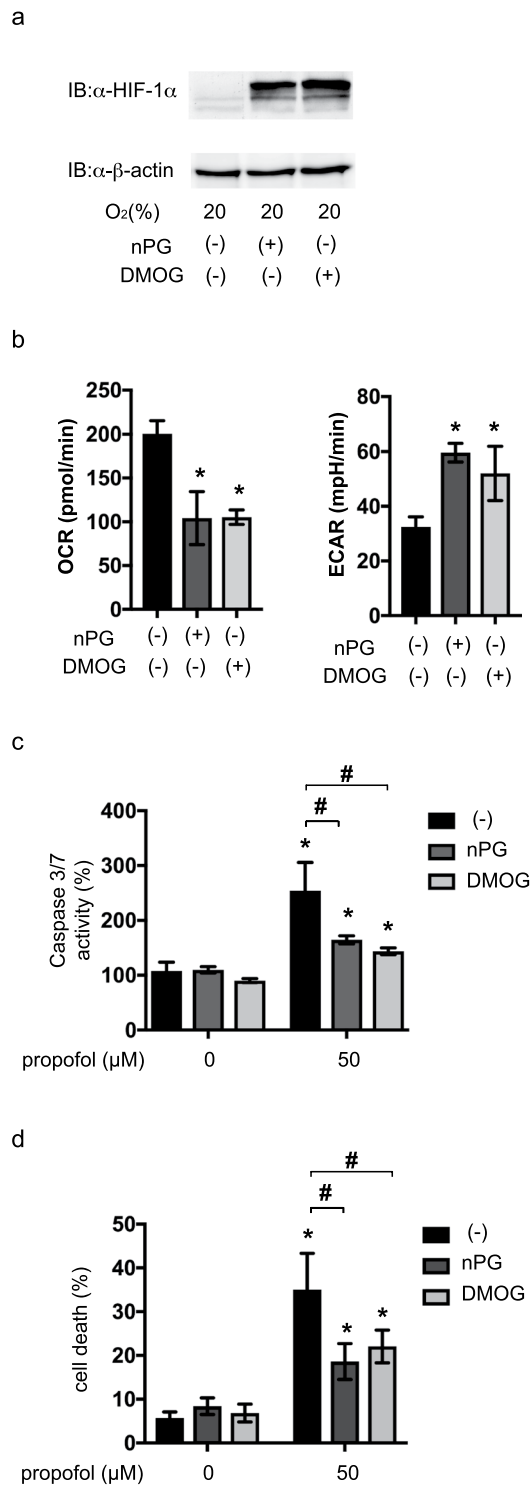 a
IB:α-HIF-1α
IB:α-β-actin
O₂(%) 20 20 20
nPG (-) (+) (-)
DMOG (-) (-) (+)
b
OCR (pmol/min)
250
200
150
100
50
0
* *
nPG (-) (+) (-)
DMOG (-) (-) (+)
ECAR (mpH/min)
80
60
40
20
0
* *
nPG (-) (+) (-)
DMOG (-) (-) (+)
c
Caspase 3/7
activity (%)
400
300
200
100
0
#
#
* * *
(-)
nPG
DMOG
propofol (μM) 0 50
d
cell death (%)
50
40
30
20
10
0
#
#
* * *
(-)
nPG
DMOG
propofol (μM) 0 50